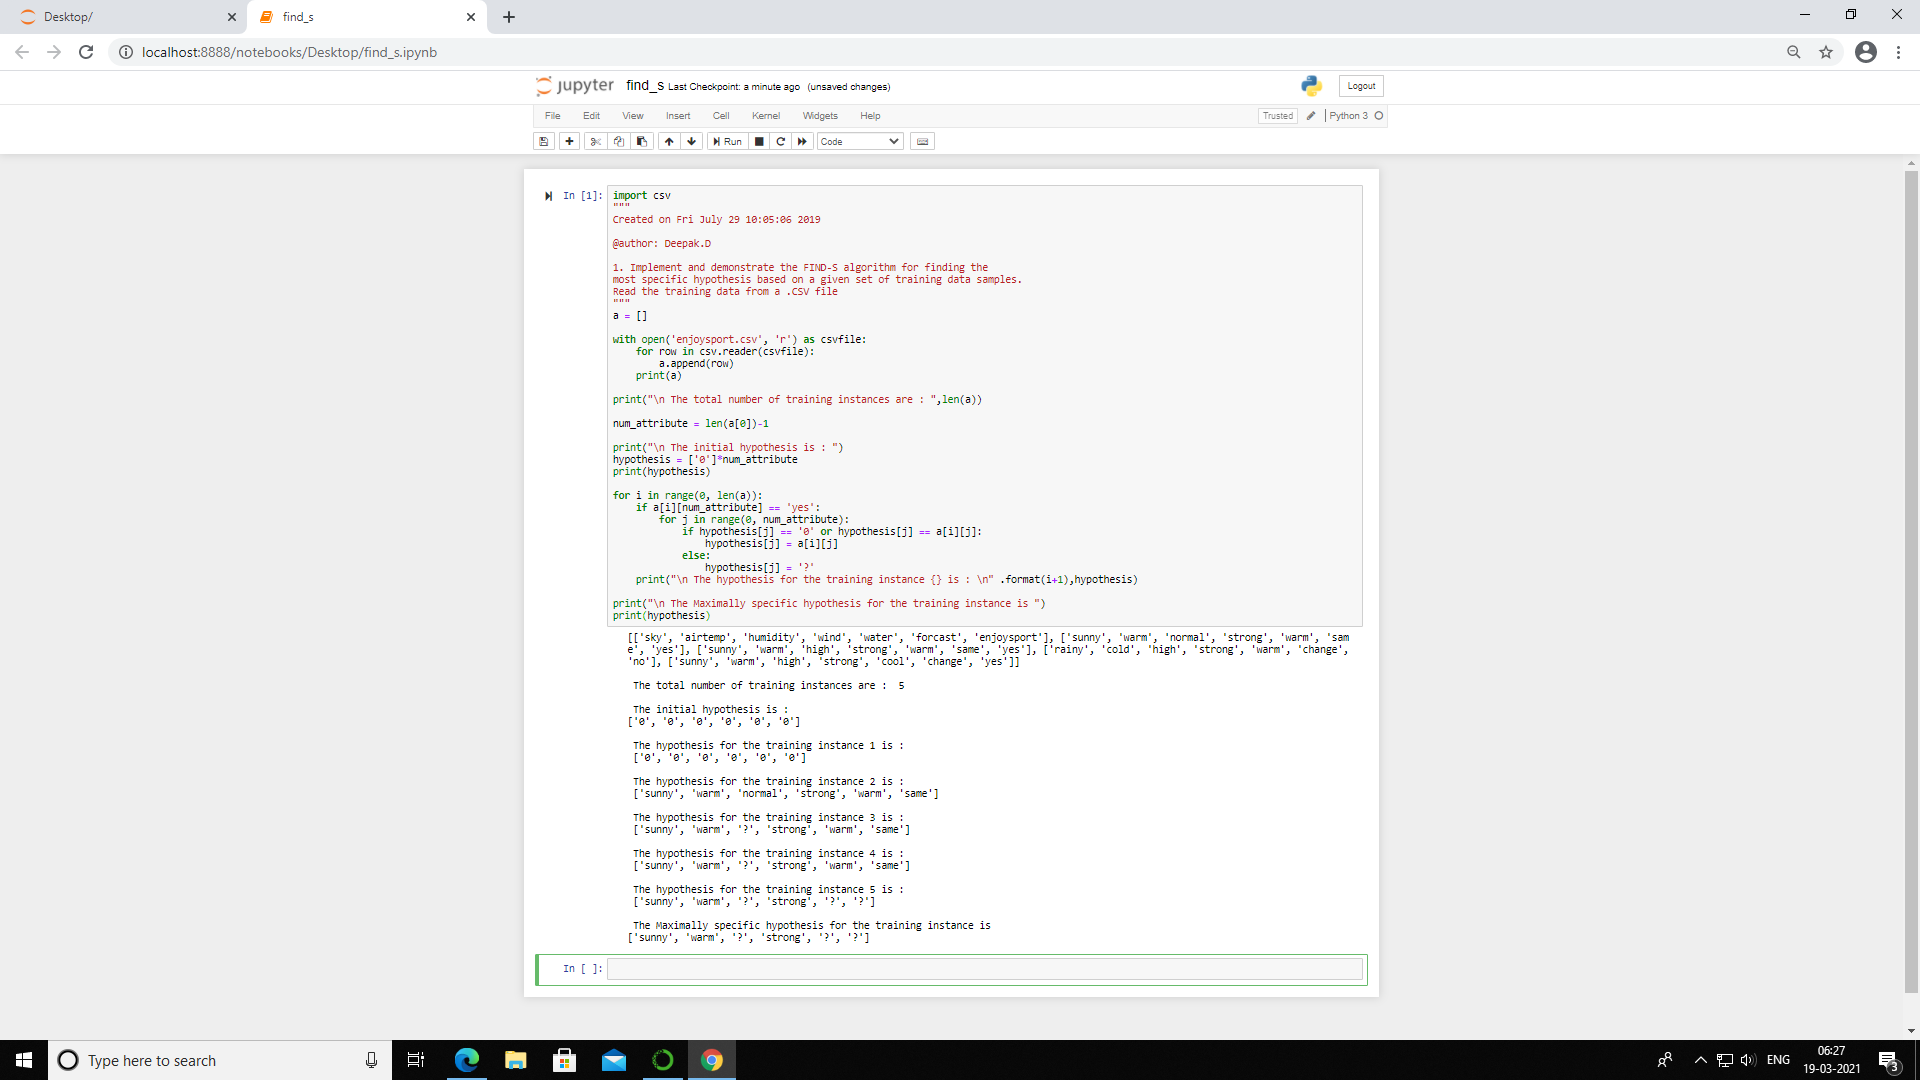 Desktop/
find_s
localhost:8888/notebooks/Desktop/find_s.ipynb
jupyter find_s Last Checkpoint: a minute ago (unsaved changes)
Logout
File Edit View Insert Cell Kernel Widgets Help
Trusted
Python 3
Run
Code
In [1]:
import csv
"""
Created on Fri July 29 10:05:06 2019
@author: Deepak.D
1. Implement and demonstrate the FIND-S algorithm for finding the
most specific hypothesis based on a given set of training data samples.
Read the training data from a .CSV file
"""
a = []
with open('enjoysport.csv', 'r') as csvfile:
    for row in csv.reader(csvfile):
        a.append(row)
    print(a)
print("\n The total number of training instances are : ",len(a))
num_attribute = len(a[0])-1
print("\n The initial hypothesis is : ")
hypothesis = ['0']*num_attribute
print(hypothesis)
for i in range(0, len(a)):
    if a[i][num_attribute] == 'yes':
        for j in range(0, num_attribute):
            if hypothesis[j] == '0' or hypothesis[j] == a[i][j]:
                hypothesis[j] = a[i][j]
            else:
                hypothesis[j] = '?'
    print("\n The hypothesis for the training instance {} is : \n" .format(i+1),hypothesis)
print("\n The Maximally specific hypothesis for the training instance is ")
print(hypothesis)
[['sky', 'airtemp', 'humidity', 'wind', 'water', 'forcast', 'enjoysport'], ['sunny', 'warm', 'normal', 'strong', 'warm', 'sam
e', 'yes'], ['sunny', 'warm', 'high', 'strong', 'warm', 'same', 'yes'], ['rainy', 'cold', 'high', 'strong', 'warm', 'change',
'no'], ['sunny', 'warm', 'high', 'strong', 'cool', 'change', 'yes']]
The total number of training instances are :  5
The initial hypothesis is :
['0', '0', '0', '0', '0', '0']
The hypothesis for the training instance 1 is :
['0', '0', '0', '0', '0', '0']
The hypothesis for the training instance 2 is :
['sunny', 'warm', 'normal', 'strong', 'warm', 'same']
The hypothesis for the training instance 3 is :
['sunny', 'warm', '?', 'strong', 'warm', 'same']
The hypothesis for the training instance 4 is :
['sunny', 'warm', '?', 'strong', 'warm', 'same']
The hypothesis for the training instance 5 is :
['sunny', 'warm', '?', 'strong', '?', '?']
The Maximally specific hypothesis for the training instance is
['sunny', 'warm', '?', 'strong', '?', '?']
In [ ]:
Type here to search
ENG
06:27
19-03-2021
3